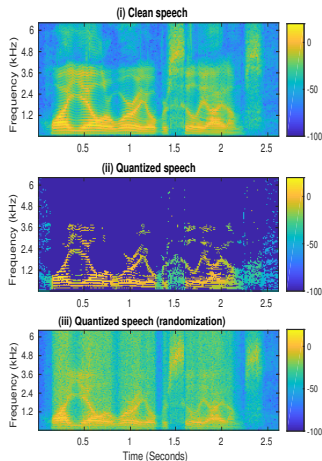 (i) Clean speech
Frequency (kHz)
6
4.8
3.6
2.4
1.2
0.5 1 1.5 2 2.5
0
-50
-100
(ii) Quantized speech
Frequency (kHz)
6
4.8
3.6
2.4
1.2
0.5 1 1.5 2 2.5
0
-50
-100
(iii) Quantized speech (randomization)
Frequency (kHz)
6
4.8
3.6
2.4
1.2
0.5 1 1.5 2 2.5
Time (Seconds)
0
-50
-100